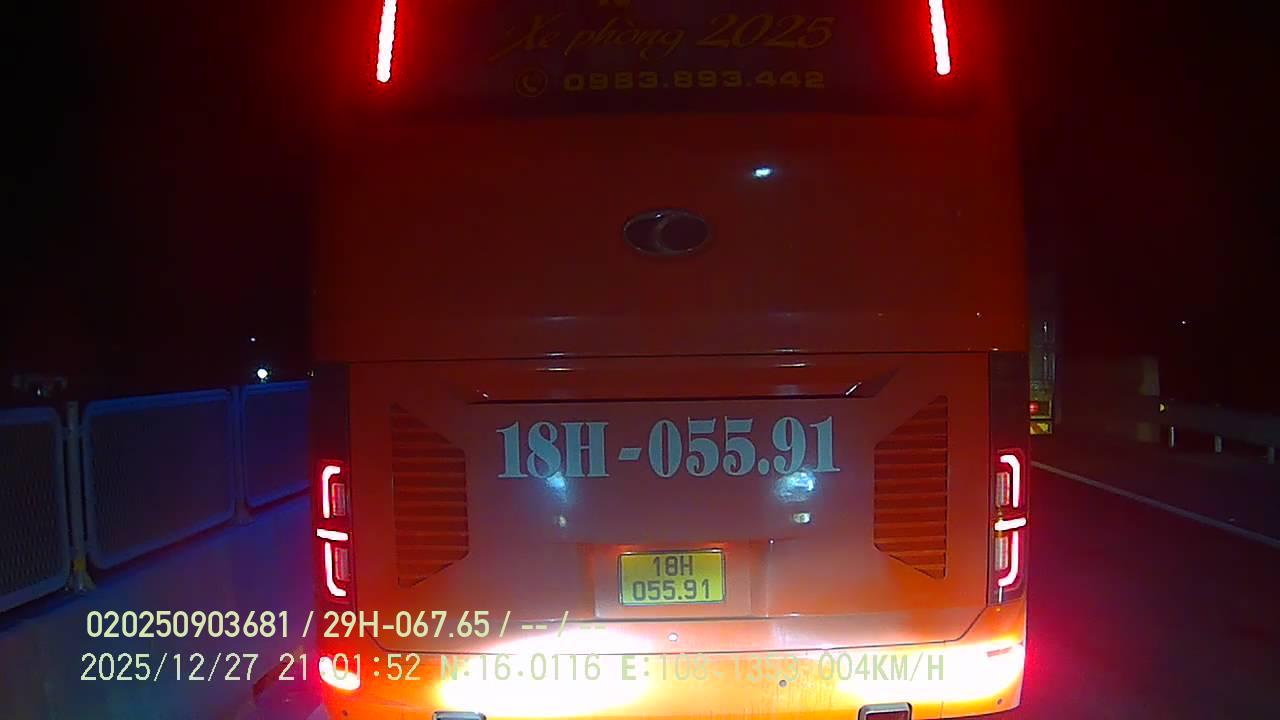 Xe phòng 2025
0983.893.442
18H-055.91
18H
055.91
020250903681 / 29H-067.65 / -- / --
2025/12/27 21:01:52 N:16.0116 E:108.1359 004KM/H